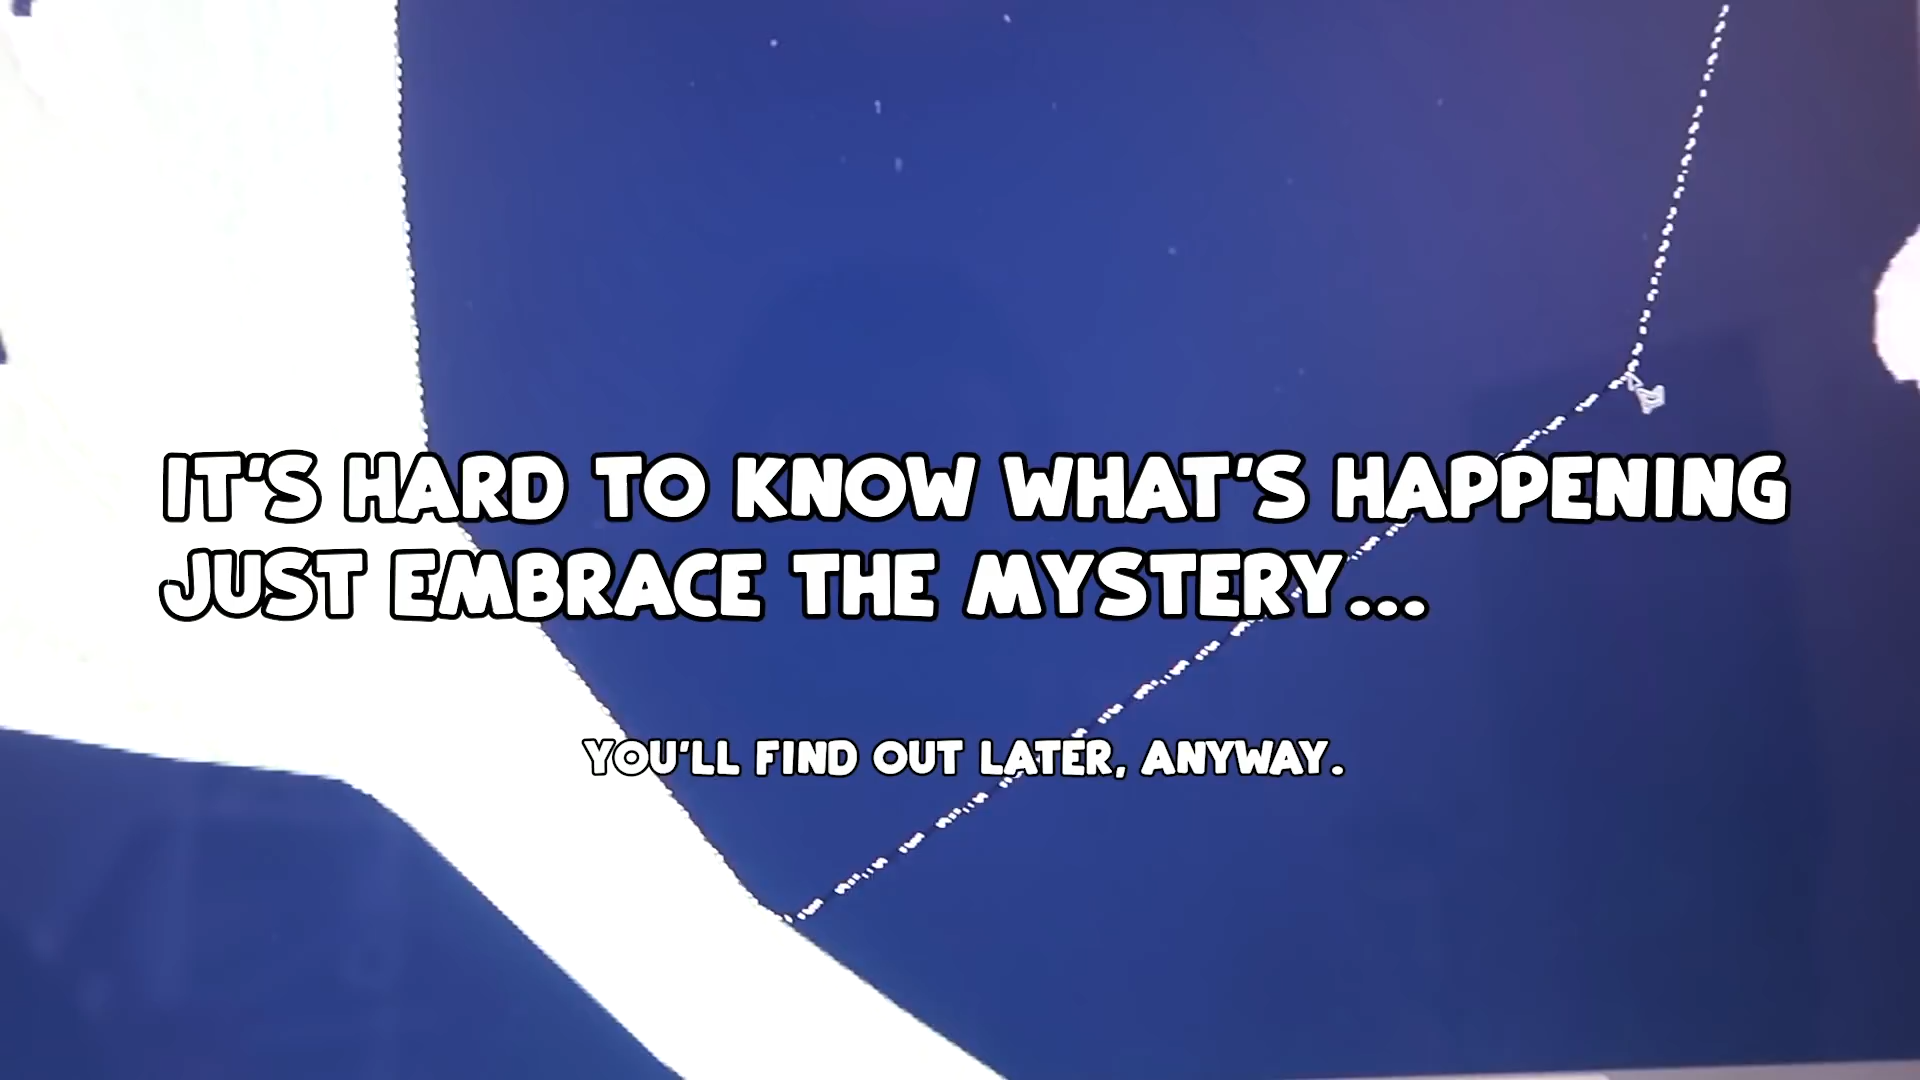 IT'S HARD TO KNOW WHAT'S HAPPENING
JUST EMBRACE THE MYSTERY...
YOU'LL FIND OUT LATER, ANYWAY.